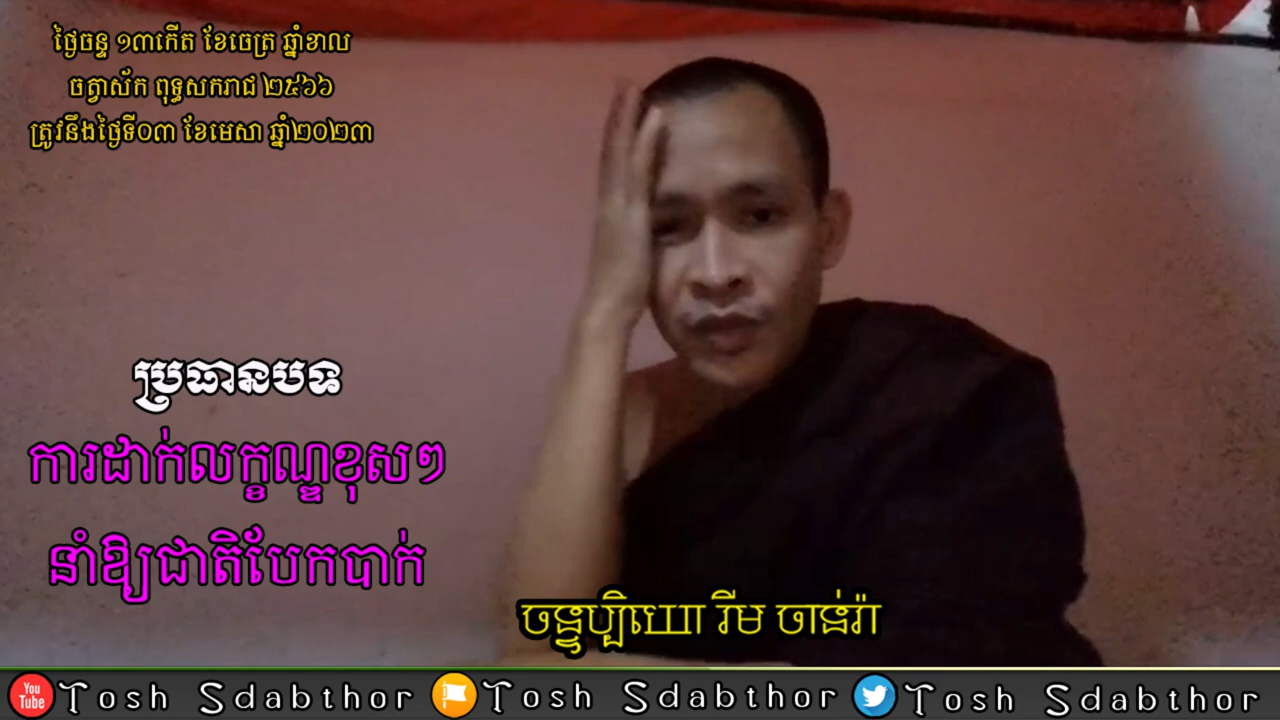 ថ្ងៃចន្ទ ១៣កើត ខែចេត្រ ឆ្នាំខាល
ចត្វាស័ក ពុទ្ធសករាជ ២៥៦៦
ត្រូវនឹងថ្ងៃទី០៣ ខែមេសា ឆ្នាំ២០២៣
ប្រធានបទ
ការដាក់លក្ខណ្ឌខុសៗ
នាំឱ្យជាតិបែកបាក់
ចន្ទប្បិយោ រីម ចាន់រ៉ា
You Tube Tosh Sdabthor Tosh Sdabthor Tosh Sdabthor